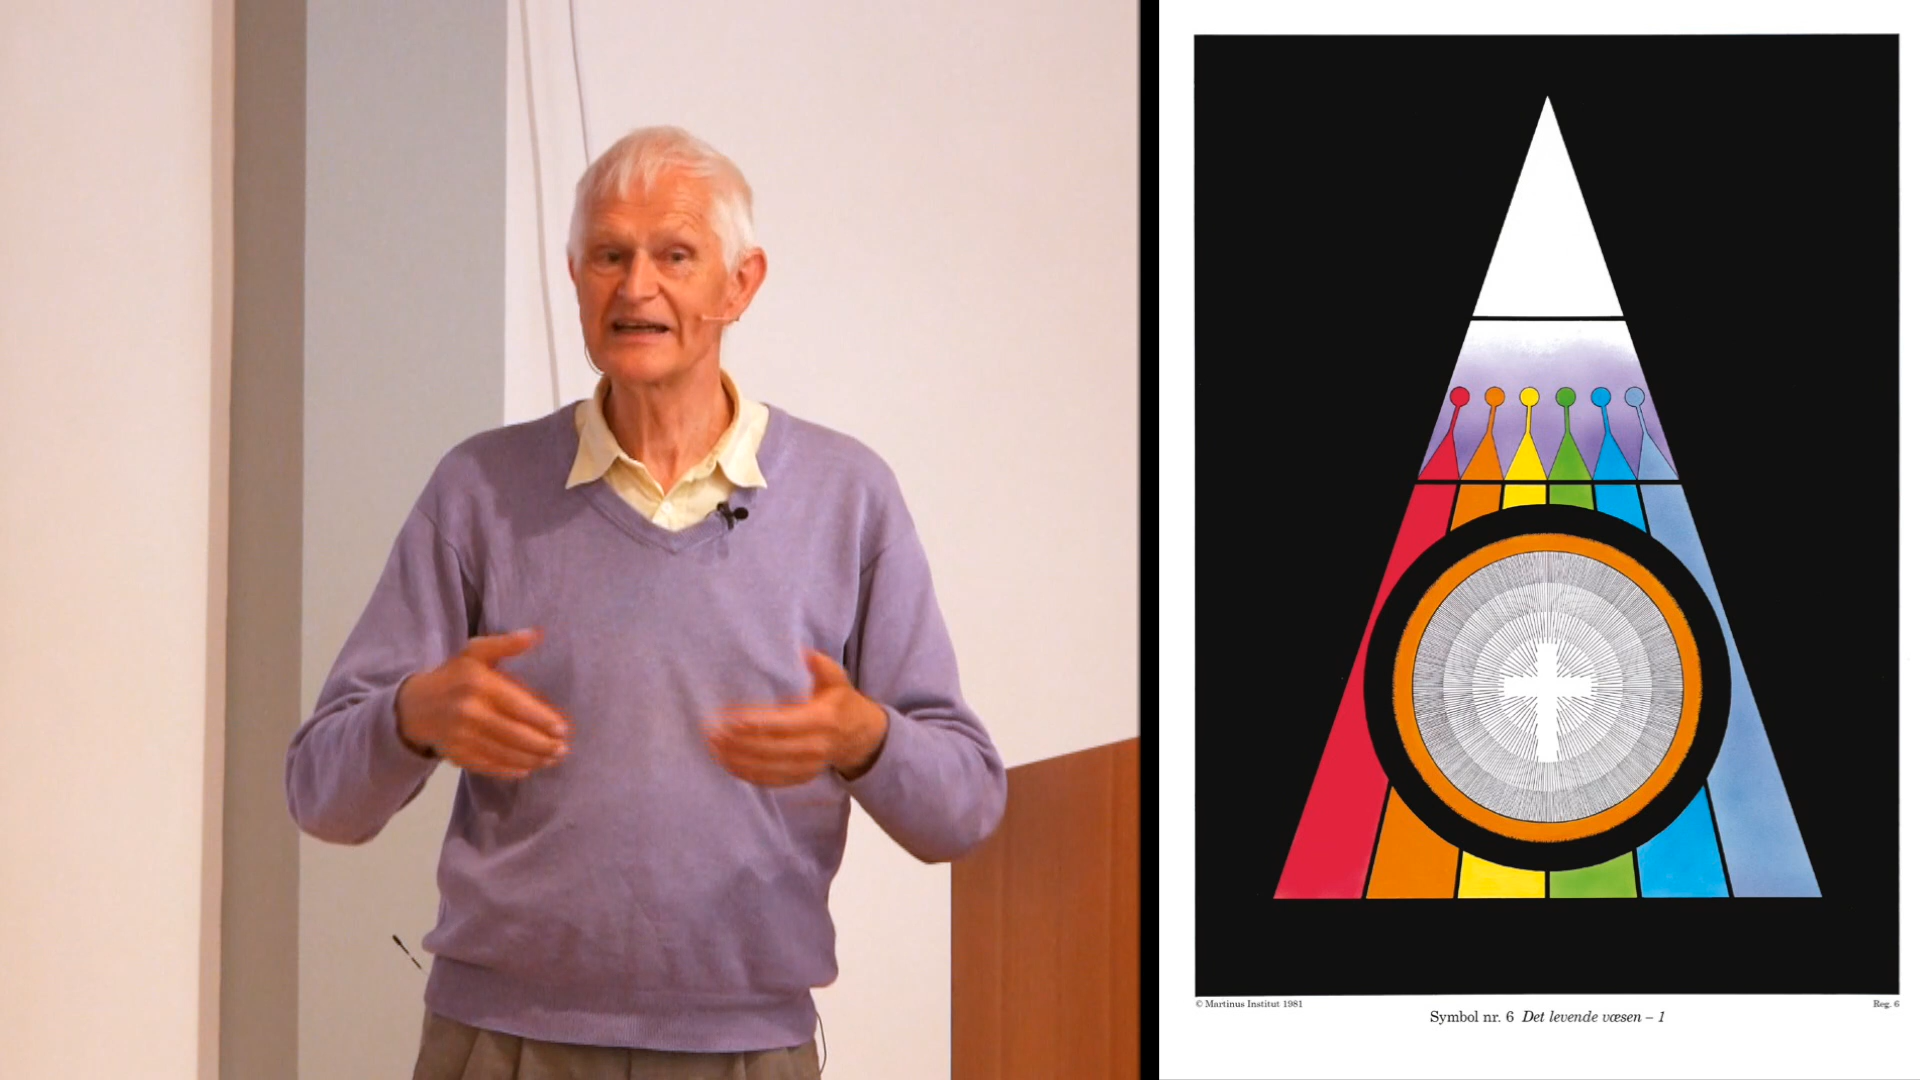 © Martinus Institut 1981
Reg. 6
Symbol nr. 6 Det levende væsen – 1